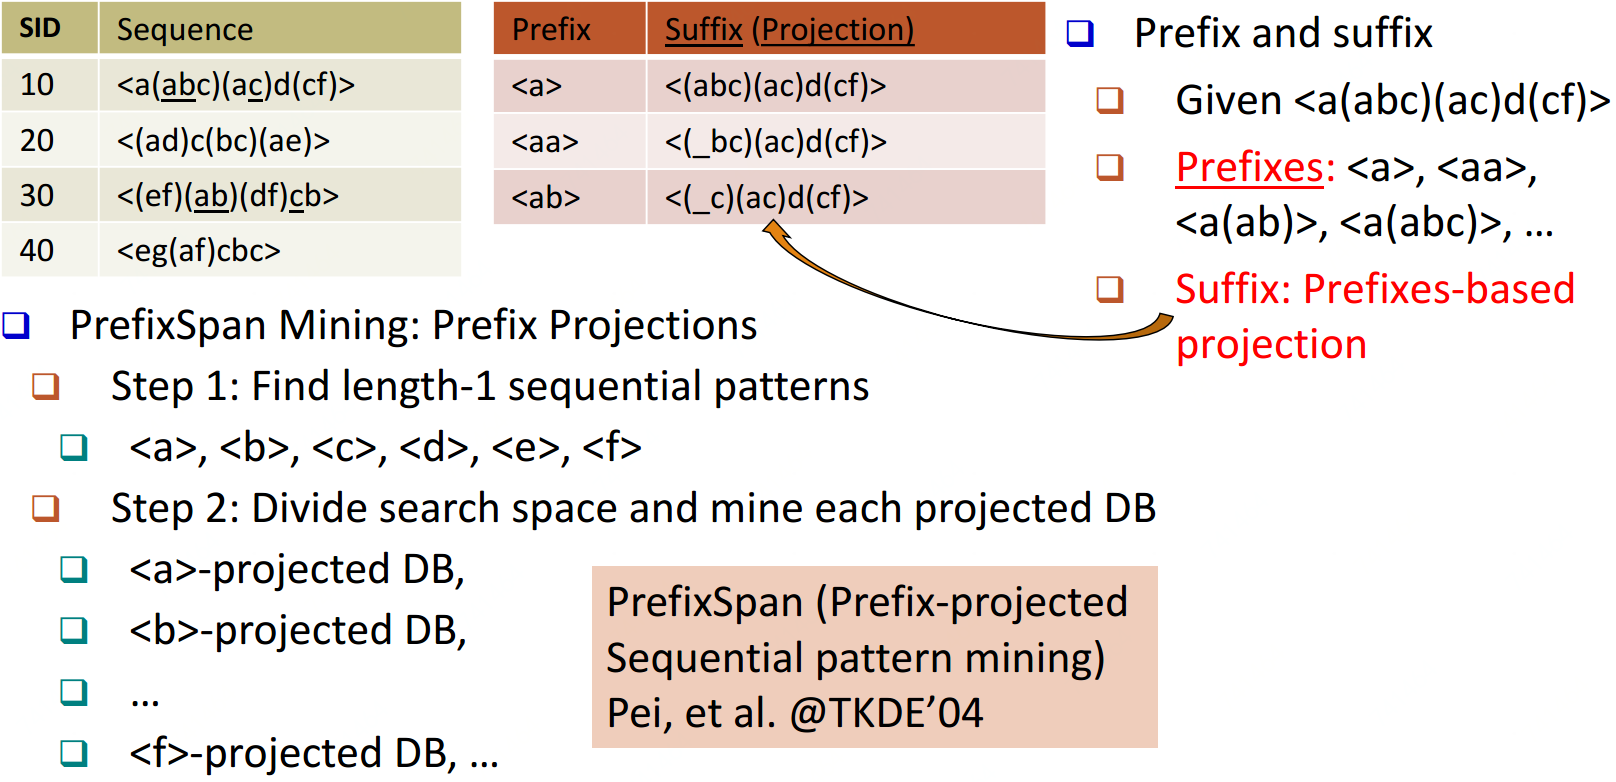 SID Sequence
10 <a(abc)(ac)d(cf)>
20 <(ad)c(bc)(ae)>
30 <(ef)(ab)(df)cb>
40 <eg(af)cbc>
Prefix Suffix (Projection)
<a> <(abc)(ac)d(cf)>
<aa> <(_bc)(ac)d(cf)>
<ab> <(_c)(ac)d(cf)>
Prefix and suffix
Given <a(abc)(ac)d(cf)>
Prefixes: <a>, <aa>,
<a(ab)>, <a(abc)>, …
Suffix: Prefixes-based
projection
PrefixSpan Mining: Prefix Projections
Step 1: Find length-1 sequential patterns
<a>, <b>, <c>, <d>, <e>, <f>
Step 2: Divide search space and mine each projected DB
<a>-projected DB,
<b>-projected DB,
…
<f>-projected DB, …
PrefixSpan (Prefix-projected
Sequential pattern mining)
Pei, et al. @TKDE’04